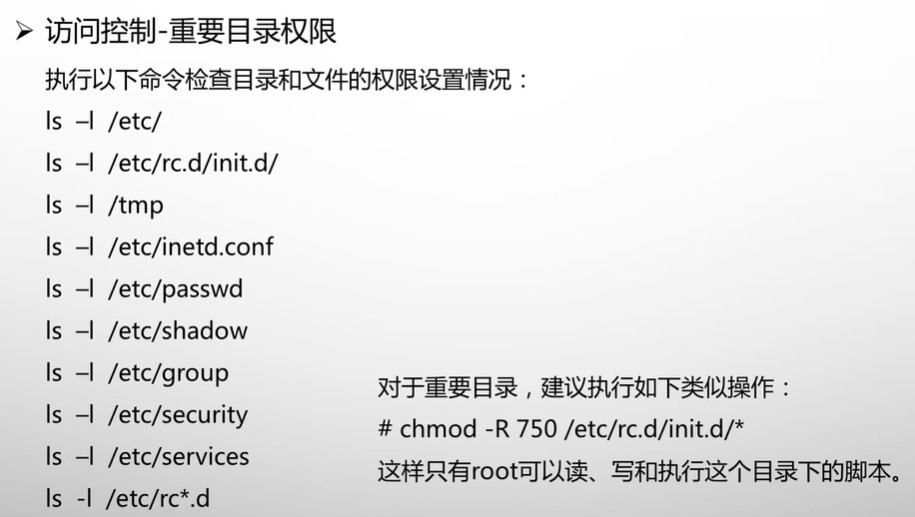 ➢ 访问控制-重要目录权限
执行以下命令检查目录和文件的权限设置情况：
ls –l /etc/
ls –l /etc/rc.d/init.d/
ls –l /tmp
ls –l /etc/inetd.conf
ls –l /etc/passwd
ls –l /etc/shadow
ls –l /etc/group
ls –l /etc/security
ls –l /etc/services
ls -l /etc/rc*.d
对于重要目录，建议执行如下类似操作：
# chmod -R 750 /etc/rc.d/init.d/*
这样只有root可以读、写和执行这个目录下的脚本。